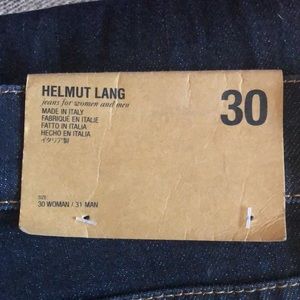 HELMUT LANG
jeans for women and men
MADE IN ITALY
FABRIQUE EN ITALIE
FATTO IN ITALIA
HECHO EN ITALIA
イタリア製
30
SIZE:
30 WOMAN / 31 MAN